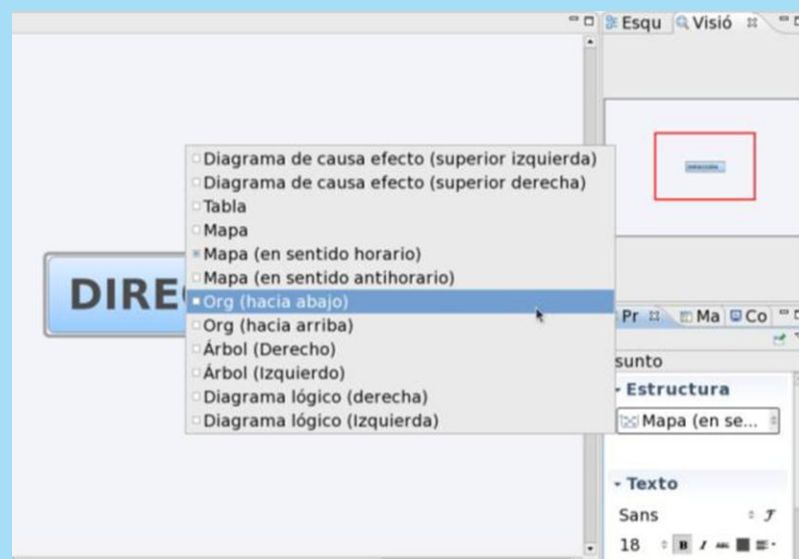 Esqu Visió
Diagrama de causa efecto (superior izquierda)
Diagrama de causa efecto (superior derecha)
Tabla
Mapa
Mapa (en sentido horario)
Mapa (en sentido antihorario)
DIREC
Org (hacia abajo)
Org (hacia arriba)
Árbol (Derecho)
Árbol (Izquierdo)
Diagrama lógico (derecha)
Diagrama lógico (Izquierda)
Pr Ma Co
sunto
Estructura
Mapa (en se...
Texto
Sans
18